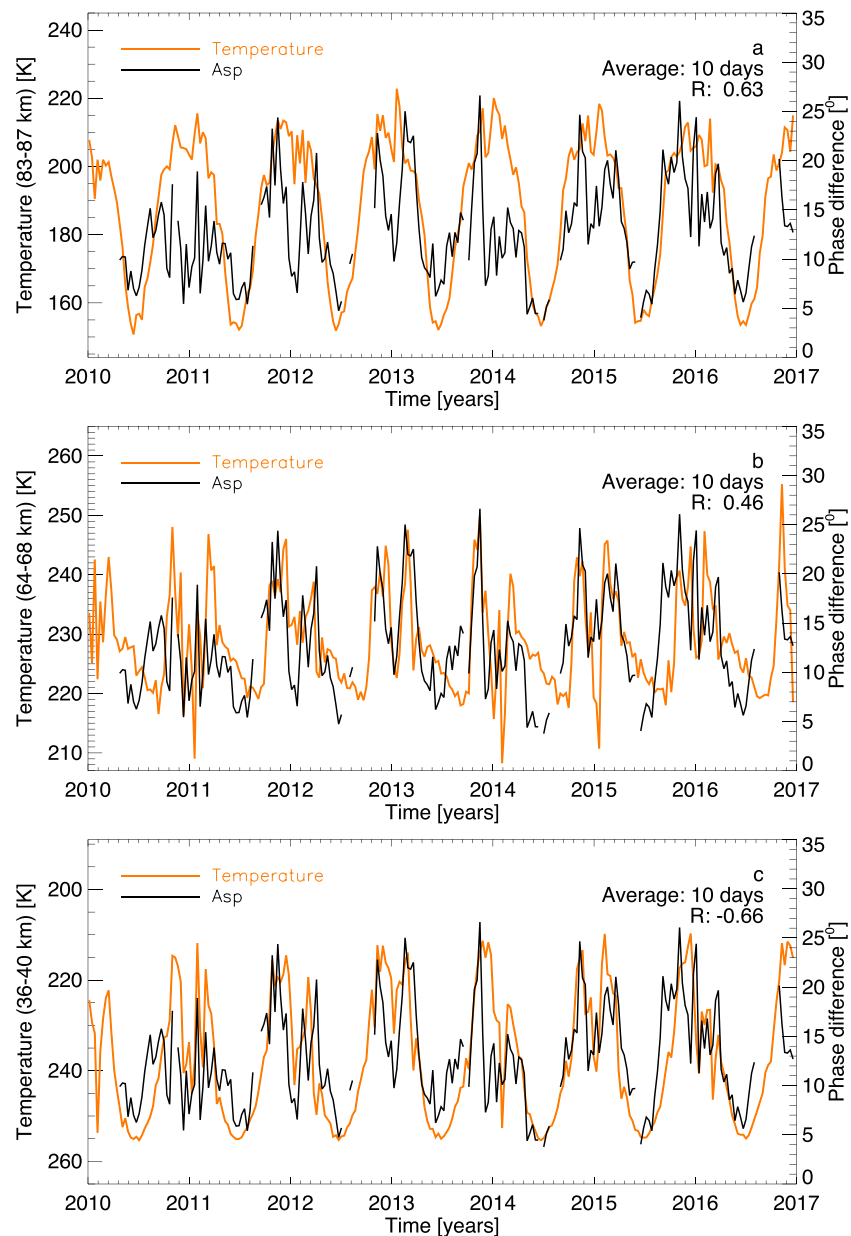 245
220
200
180
160
Temperature (83-87 km) [K]
Temperature
Asp
a
Average: 10 days
R: 0.63
35
30
25
20
15
10
5
0
Phase difference [°]
2010 2011 2012 2013 2014 2015 2016 2017
Time [years]
260
250
240
230
220
210
Temperature (64-68 km) [K]
Temperature
Asp
b
Average: 10 days
R: 0.46
35
30
25
20
15
10
5
0
Phase difference [°]
2010 2011 2012 2013 2014 2015 2016 2017
Time [years]
200
220
240
260
Temperature (36-40 km) [K]
Temperature
Asp
c
Average: 10 days
R: -0.66
35
30
25
20
15
10
5
0
Phase difference [°]
2010 2011 2012 2013 2014 2015 2016 2017
Time [years]